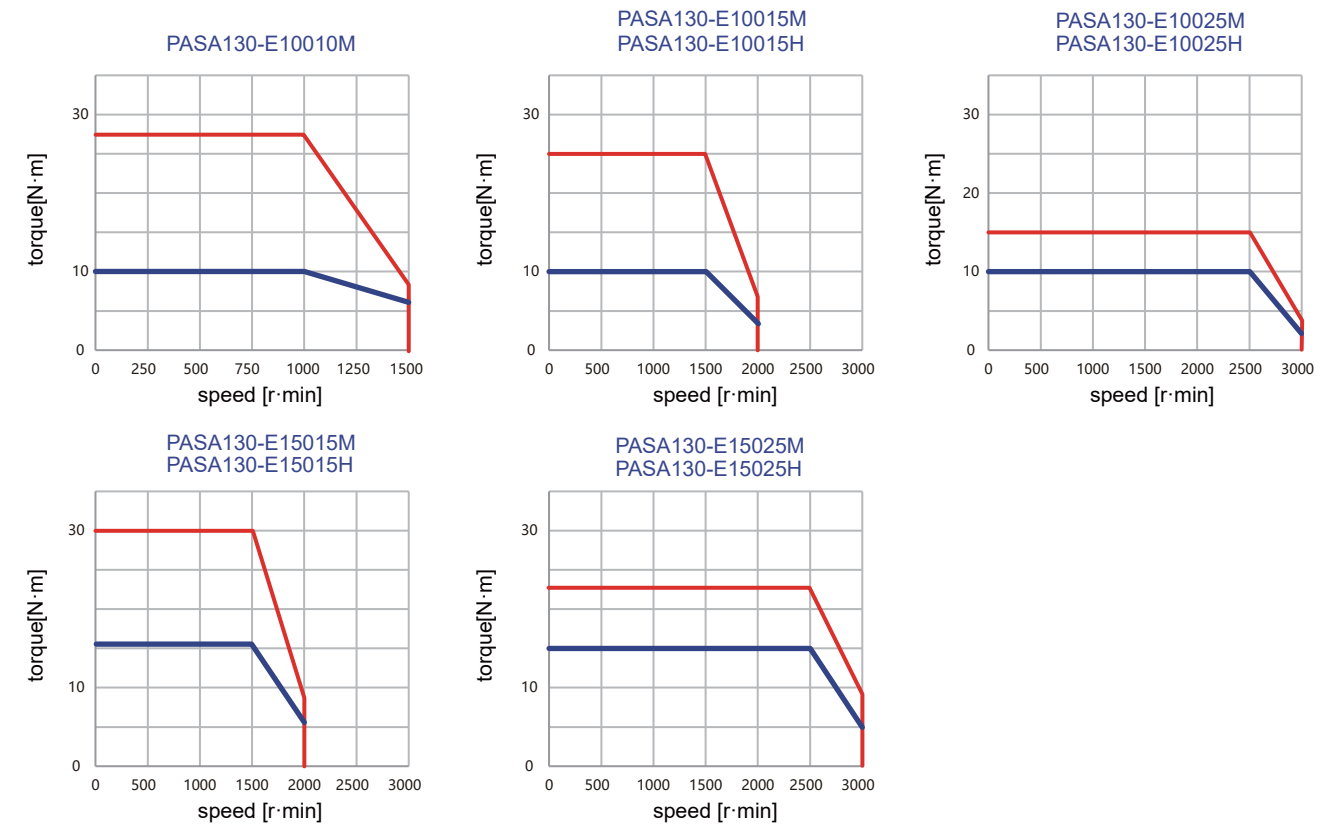 PASA130-E10010M
torque[N·m]
30
10
0
0 250 500 750 1000 1250 1500
speed [r·min]
PASA130-E10015M
PASA130-E10015H
torque[N·m]
30
10
0
0 500 1000 1500 2000 2500 3000
speed [r·min]
PASA130-E10025M
PASA130-E10025H
torque[N·m]
30
20
10
0
0 500 1000 1500 2000 2500 3000
speed [r·min]
PASA130-E15015M
PASA130-E15015H
torque[N·m]
30
10
0
0 500 1000 1500 2000 2500 3000
speed [r·min]
PASA130-E15025M
PASA130-E15025H
torque[N·m]
30
10
0
0 500 1000 1500 2000 2500 3000
speed [r·min]